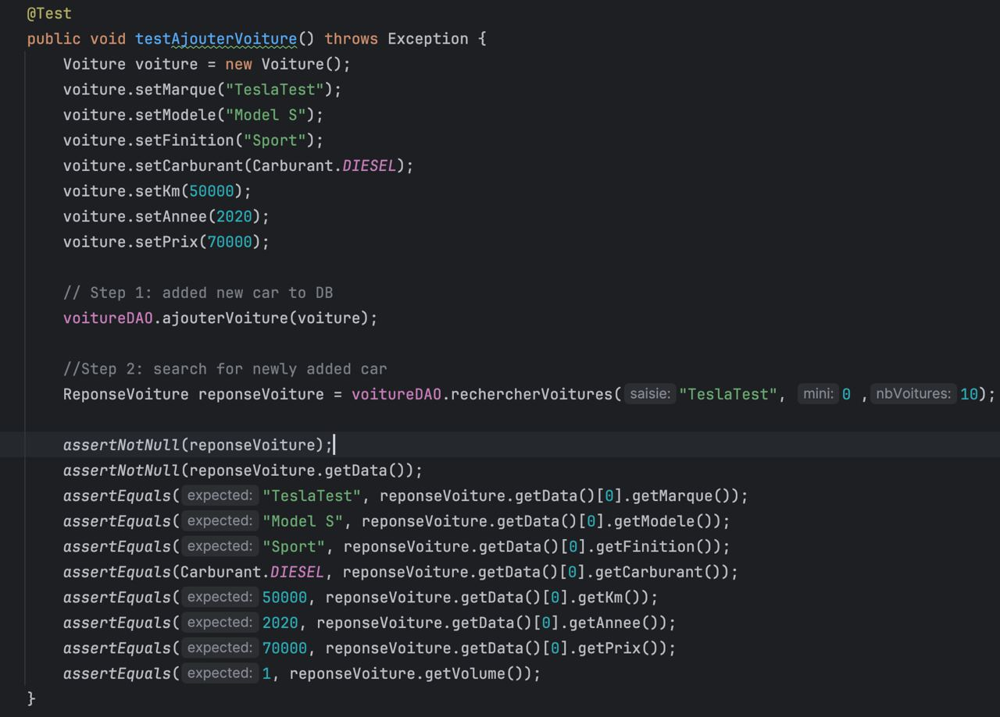 @Test
public void testAjouterVoiture() throws Exception {
Voiture voiture = new Voiture();
voiture.setMarque("TeslaTest");
voiture.setModele("Model S");
voiture.setFinition("Sport");
voiture.setCarburant(Carburant.DIESEL);
voiture.setKm(50000);
voiture.setAnnee(2020);
voiture.setPrix(70000);
// Step 1: added new car to DB
voitureDAO.ajouterVoiture(voiture);
//Step 2: search for newly added car
ReponseVoiture reponseVoiture = voitureDAO.rechercherVoitures( saisie: "TeslaTest", mini: 0 , nbVoitures: 10);
assertNotNull(reponseVoiture);
assertNotNull(reponseVoiture.getData());
assertEquals( expected: "TeslaTest", reponseVoiture.getData()[0].getMarque());
assertEquals( expected: "Model S", reponseVoiture.getData()[0].getModele());
assertEquals( expected: "Sport", reponseVoiture.getData()[0].getFinition());
assertEquals(Carburant.DIESEL, reponseVoiture.getData()[0].getCarburant());
assertEquals( expected: 50000, reponseVoiture.getData()[0].getKm());
assertEquals( expected: 2020, reponseVoiture.getData()[0].getAnnee());
assertEquals( expected: 70000, reponseVoiture.getData()[0].getPrix());
assertEquals( expected: 1, reponseVoiture.getVolume());
}